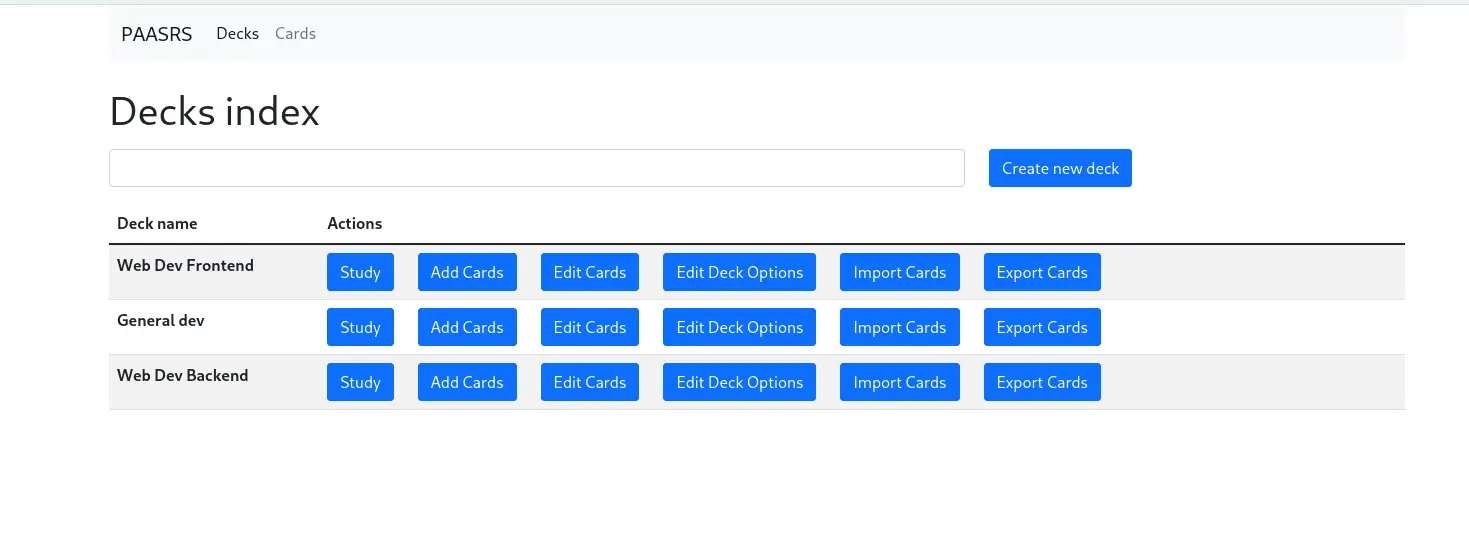 PAASRS Decks Cards
Decks index
Create new deck
Deck name Actions
Web Dev Frontend Study Add Cards Edit Cards Edit Deck Options Import Cards Export Cards
General dev Study Add Cards Edit Cards Edit Deck Options Import Cards Export Cards
Web Dev Backend Study Add Cards Edit Cards Edit Deck Options Import Cards Export Cards